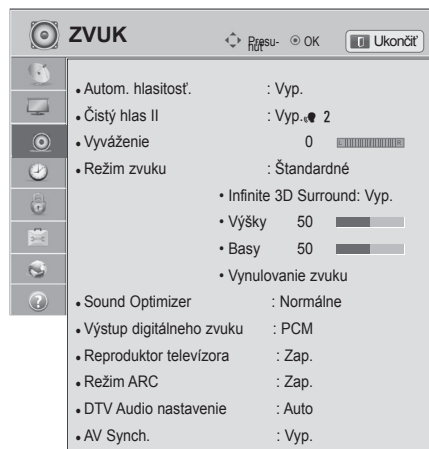 ZVUK
Presu-
núť
OK
Ukončiť
• Autom. hlasitosť. : Vyp.
• Čistý hlas II : Vyp. 2
• Vyváženie 0 L R
• Režim zvuku : Štandardné
• Infinite 3D Surround: Vyp.
• Výšky 50
• Basy 50
• Vynulovanie zvuku
• Sound Optimizer : Normálne
• Výstup digitálneho zvuku : PCM
• Reproduktor televízora : Zap.
• Režim ARC : Zap.
• DTV Audio nastavenie : Auto
• AV Synch. : Vyp.